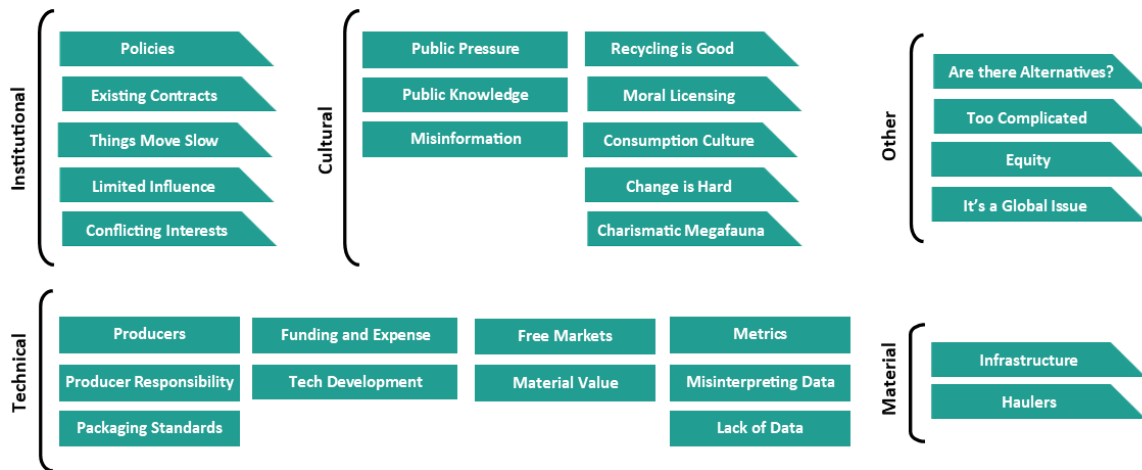 Institutional
Policies
Existing Contracts
Things Move Slow
Limited Influence
Conflicting Interests
Cultural
Public Pressure
Public Knowledge
Misinformation
Recycling is Good
Moral Licensing
Consumption Culture
Change is Hard
Charismatic Megafauna
Other
Are there Alternatives?
Too Complicated
Equity
It's a Global Issue
Technical
Producers
Producer Responsibility
Packaging Standards
Funding and Expense
Tech Development
Free Markets
Material Value
Metrics
Misinterpreting Data
Lack of Data
Material
Infrastructure
Haulers